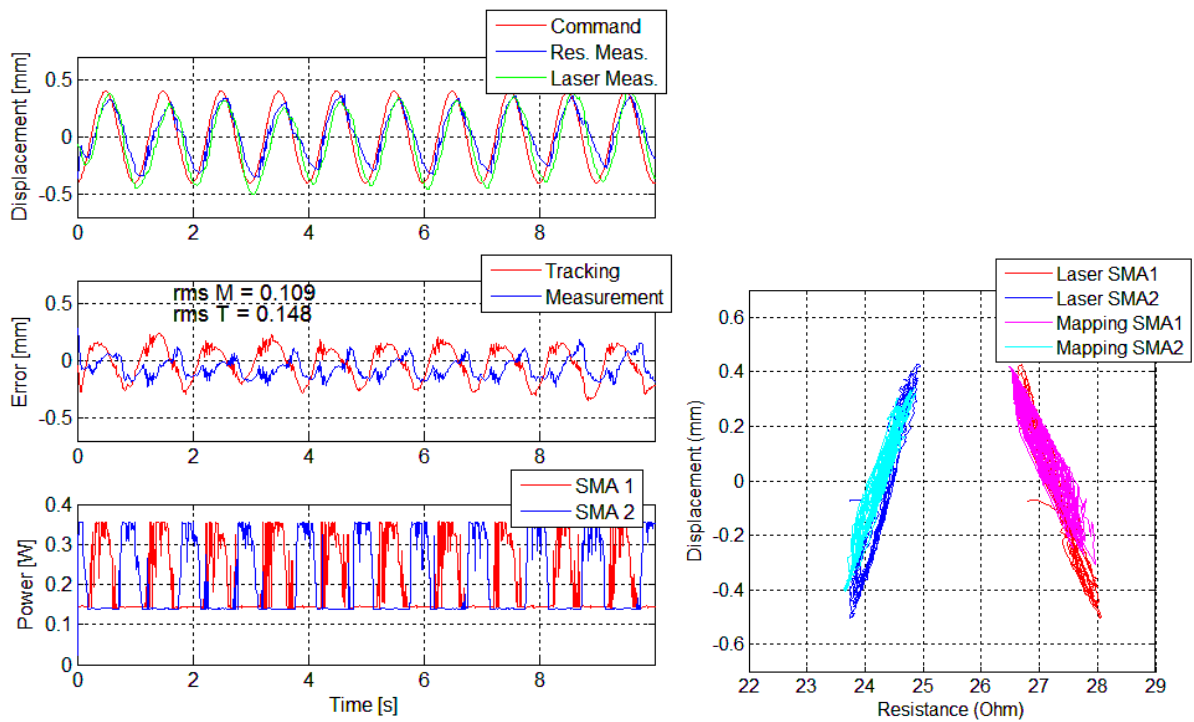 Command
Res. Meas.
Laser Meas.
Displacement [mm]
0.5
0
-0.5
0 2 4 6 8
Tracking
Measurement
rms M = 0.109
rms T = 0.148
Error [mm]
0.5
0
-0.5
0 2 4 6 8
SMA 1
SMA 2
Power [W]
0.4
0.3
0.2
0.1
0
0 2 4 6 8
Time [s]
Laser SMA1
Laser SMA2
Mapping SMA1
Mapping SMA2
Displacement (mm)
0.6
0.4
0.2
0
-0.2
-0.4
-0.6
22 23 24 25 26 27 28 29
Resistance (Ohm)